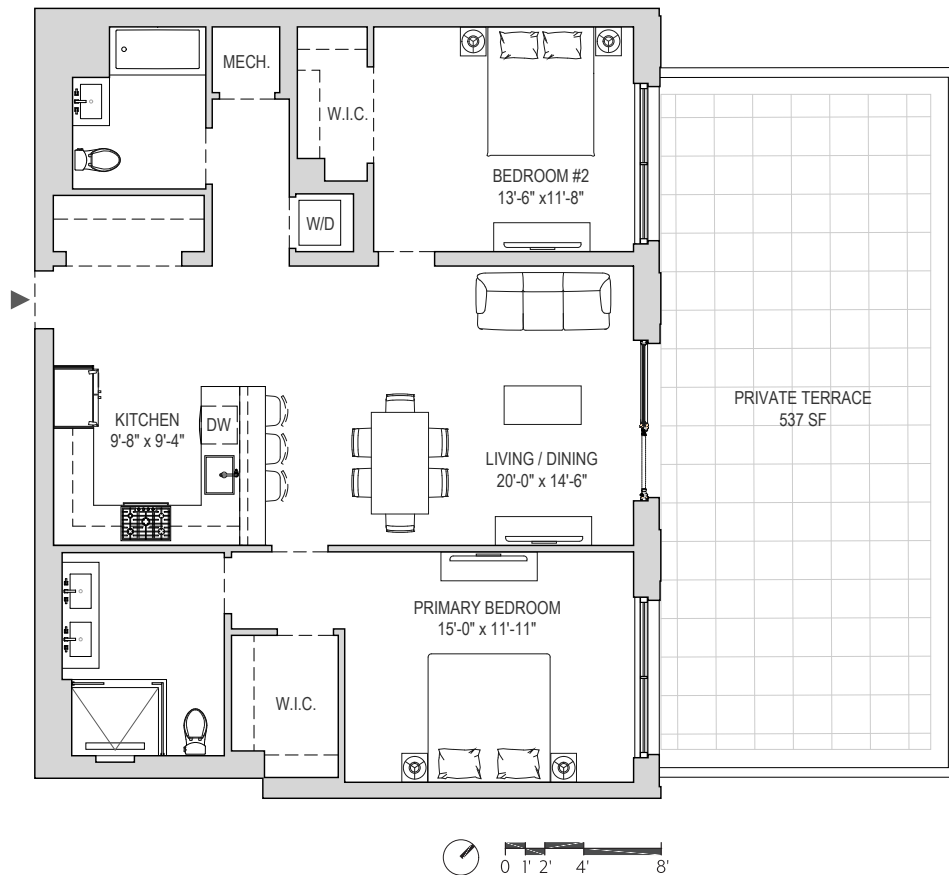 MECH.
W.I.C.
BEDROOM #2
13'-6" x11'-8"
W/D
PRIVATE TERRACE
537 SF
KITCHEN
9'-8" x 9'-4"
DW
LIVING / DINING
20'-0" x 14'-6"
PRIMARY BEDROOM
15'-0" x 11'-11"
W.I.C.
0 1' 2' 4' 8'